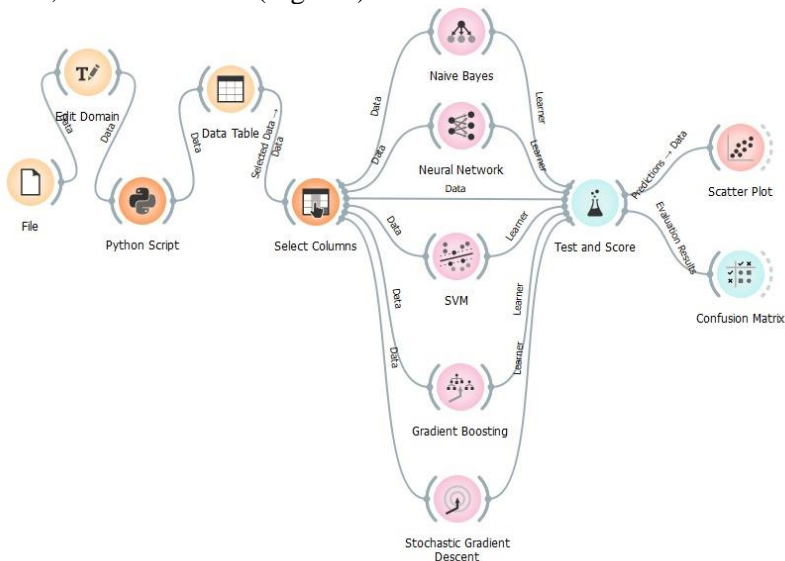 Data
Edit Domain
Data
File
Python Script
Data
Data Table
Selected Data →
Data
Select Columns
Data
Naive Bayes
Learner
Data
Neural Network
Learner
Data
Data
SVM
Learner
Data
Gradient Boosting
Learner
Data
Stochastic Gradient
Descent
Learner
Test and Score
Predictions → Data
Scatter Plot
Evaluation Results
Confusion Matrix